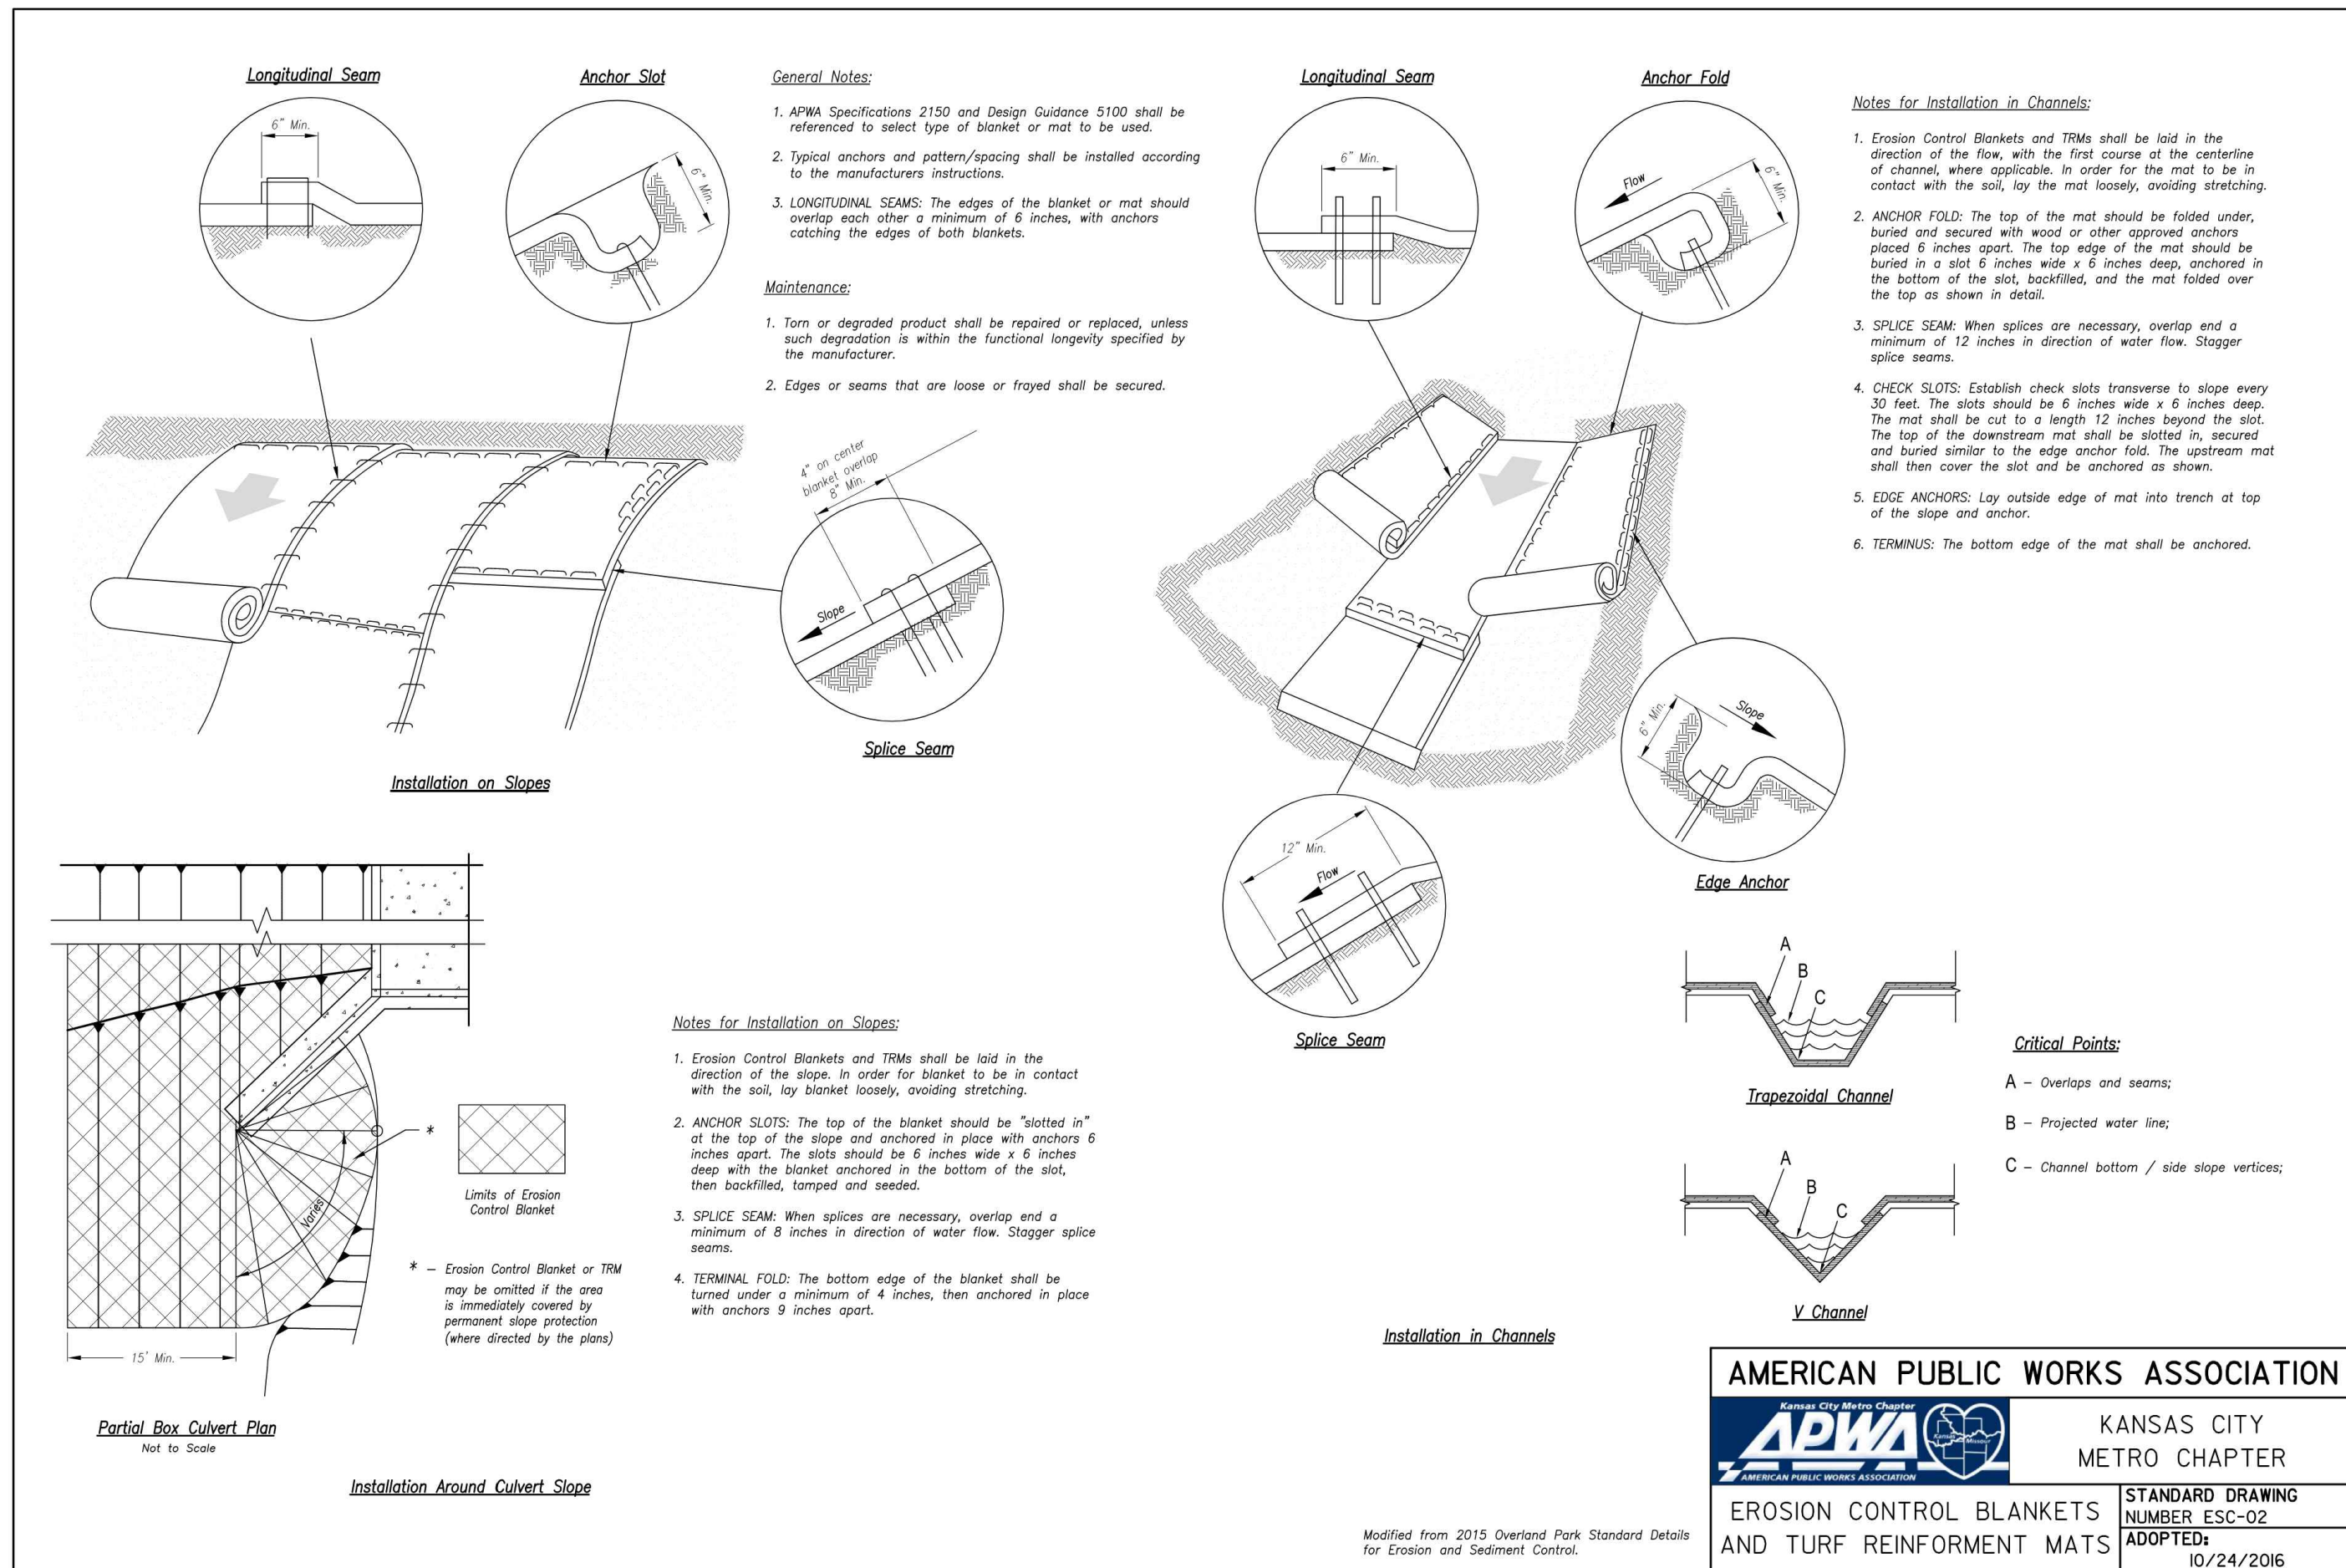 Longitudinal Seam
6" Min.
Anchor Slot
6" Min.
General Notes:
1. APWA Specifications 2150 and Design Guidance 5100 shall be
referenced to select type of blanket or mat to be used.
2. Typical anchors and pattern/spacing shall be installed according
to the manufacturers instructions.
3. LONGITUDINAL SEAMS: The edges of the blanket or mat should
overlap each other a minimum of 6 inches, with anchors
catching the edges of both blankets.
Maintenance:
1. Torn or degraded product shall be repaired or replaced, unless
such degradation is within the functional longevity specified by
the manufacturer.
2. Edges or seams that are loose or frayed shall be secured.
4" on center
blanket overlap
8" Min.
Slope
Splice Seam
Installation on Slopes
Longitudinal Seam
6" Min.
Anchor Fold
Flow
6" Min.
Notes for Installation in Channels:
1. Erosion Control Blankets and TRMs shall be laid in the
direction of the flow, with the first course at the centerline
of channel, where applicable. In order for the mat to be in
contact with the soil, lay the mat loosely, avoiding stretching.
2. ANCHOR FOLD: The top of the mat should be folded under,
buried and secured with wood or other approved anchors
placed 6 inches apart. The top edge of the mat should be
buried in a slot 6 inches wide x 6 inches deep, anchored in
the bottom of the slot, backfilled, and the mat folded over
the top as shown in detail.
3. SPLICE SEAM: When splices are necessary, overlap end a
minimum of 12 inches in direction of water flow. Stagger
splice seams.
4. CHECK SLOTS: Establish check slots transverse to slope every
30 feet. The slots should be 6 inches wide x 6 inches deep.
The mat shall be cut to a length 12 inches beyond the slot.
The top of the downstream mat shall be slotted in, secured
and buried similar to the edge anchor fold. The upstream mat
shall then cover the slot and be anchored as shown.
5. EDGE ANCHORS: Lay outside edge of mat into trench at top
of the slope and anchor.
6. TERMINUS: The bottom edge of the mat shall be anchored.
6" Min.
Slope
Edge Anchor
12" Min.
Flow
Splice Seam
A
B
C
Trapezoidal Channel
A
B
C
V Channel
Critical Points:
A – Overlaps and seams;
B – Projected water line;
C – Channel bottom / side slope vertices;
Installation in Channels
*
Varies
15' Min.
Limits of Erosion
Control Blanket
* – Erosion Control Blanket or TRM
may be omitted if the area
is immediately covered by
permanent slope protection
(where directed by the plans)
Partial Box Culvert Plan
Not to Scale
Installation Around Culvert Slope
Notes for Installation on Slopes:
1. Erosion Control Blankets and TRMs shall be laid in the
direction of the slope. In order for blanket to be in contact
with the soil, lay blanket loosely, avoiding stretching.
2. ANCHOR SLOTS: The top of the blanket should be "slotted in"
at the top of the slope and anchored in place with anchors 6
inches apart. The slots should be 6 inches wide x 6 inches
deep with the blanket anchored in the bottom of the slot,
then backfilled, tamped and seeded.
3. SPLICE SEAM: When splices are necessary, overlap end a
minimum of 8 inches in direction of water flow. Stagger splice
seams.
4. TERMINAL FOLD: The bottom edge of the blanket shall be
turned under a minimum of 4 inches, then anchored in place
with anchors 9 inches apart.
Modified from 2015 Overland Park Standard Details
for Erosion and Sediment Control.
AMERICAN PUBLIC WORKS ASSOCIATION
Kansas City Metro Chapter
APWA
Kansas Missouri
AMERICAN PUBLIC WORKS ASSOCIATION
KANSAS CITY
METRO CHAPTER
EROSION CONTROL BLANKETS
AND TURF REINFORMENT MATS
STANDARD DRAWING
NUMBER ESC-02
ADOPTED:
10/24/2016